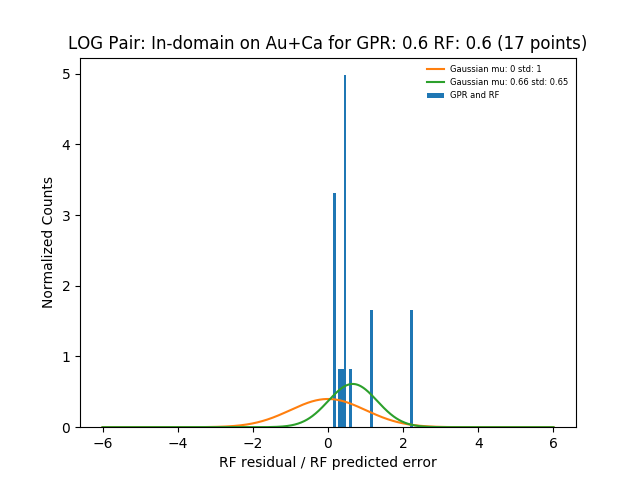 LOG Pair: In-domain on Au+Ca for GPR: 0.6 RF: 0.6 (17 points)
Gaussian mu: 0 std: 1
Gaussian mu: 0.66 std: 0.65
GPR and RF
5
4
3
2
1
0
Normalized Counts
−6 −4 −2 0 2 4 6
RF residual / RF predicted error